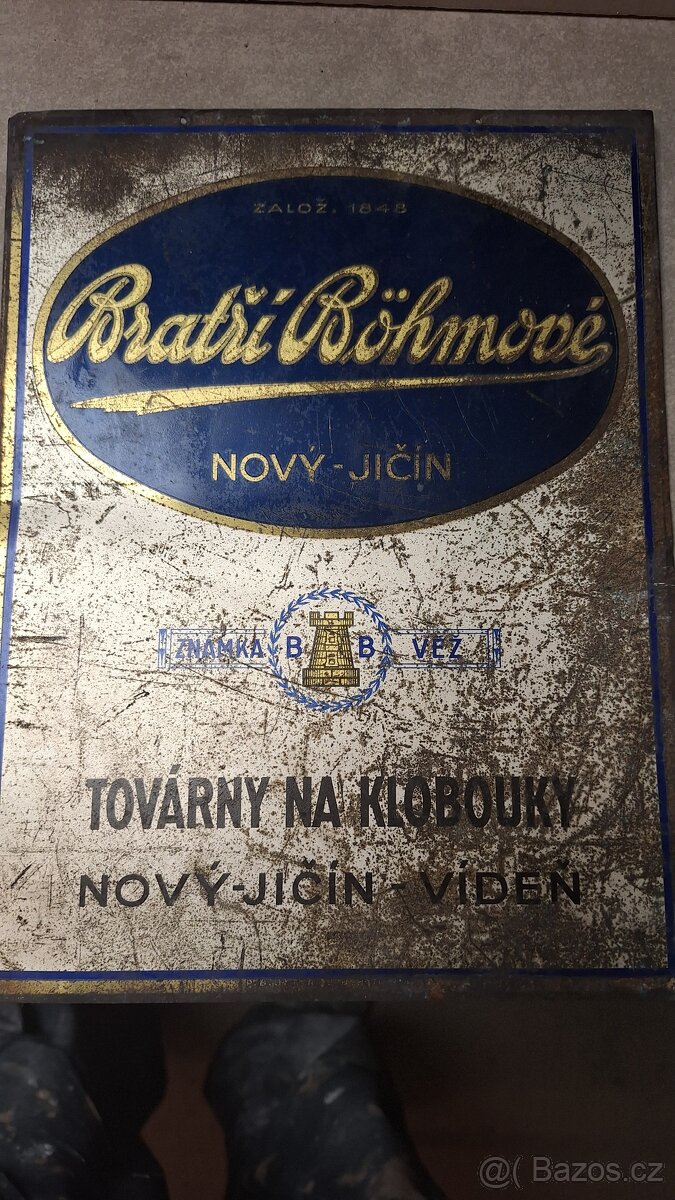 ZALOŽ. 1848
Bratří Böhmové
NOVÝ-JIČÍN
ZNÁMKA B B VĚŽ
TOVÁRNY NA KLOBOUKY
NOVÝ-JIČÍN - VÍDEŇ
@( Bazos.cz